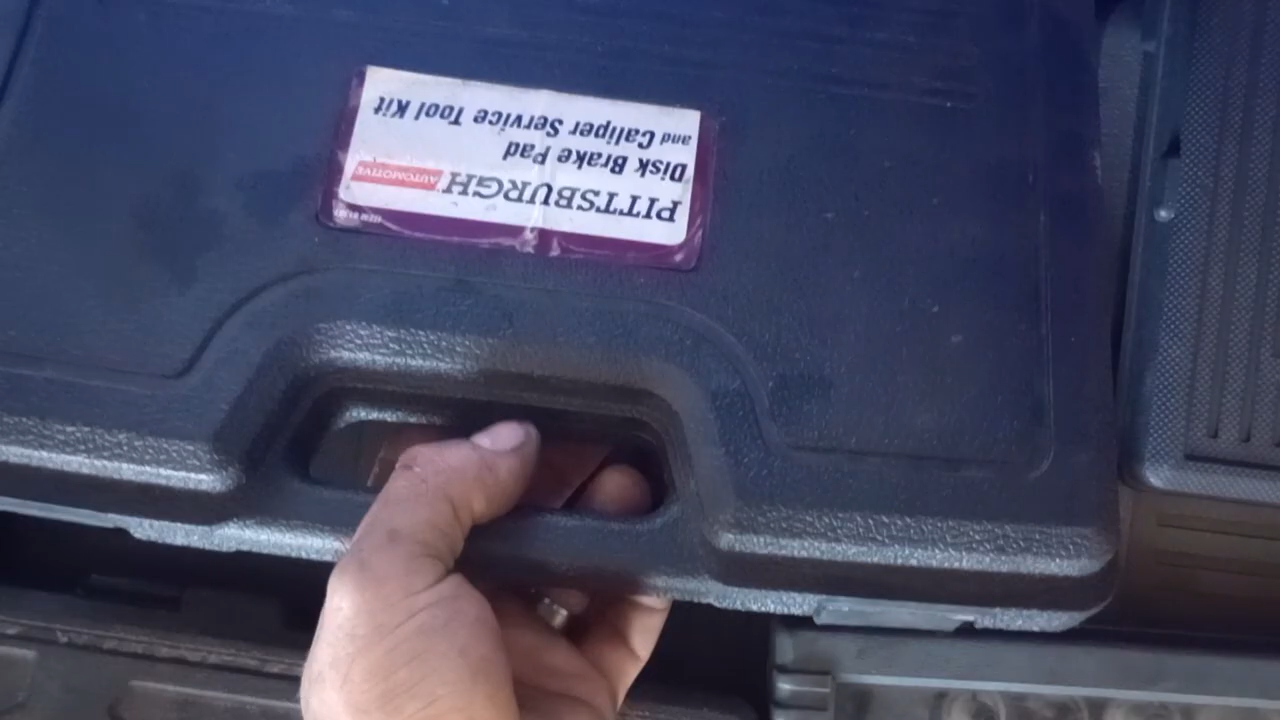 PITTSBURGH AUTOMOTIVE
Disk Brake Pad
and Caliper Service Tool Kit